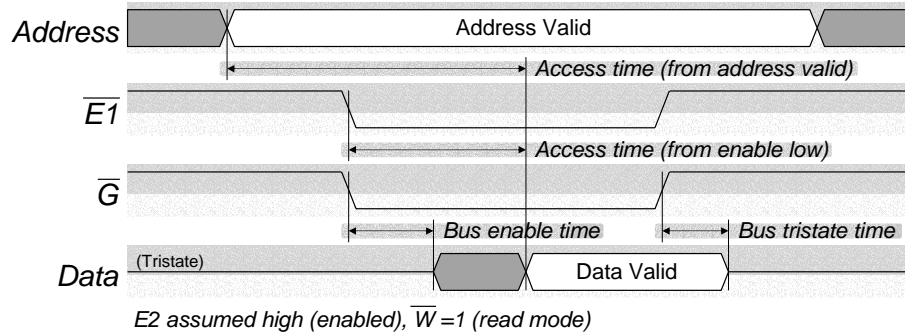 Address Address Valid
Access time (from address valid)
E̅1̅
Access time (from enable low)
G̅
Bus enable time Bus tristate time
Data (Tristate) Data Valid
E2 assumed high (enabled), W̅ =1 (read mode)